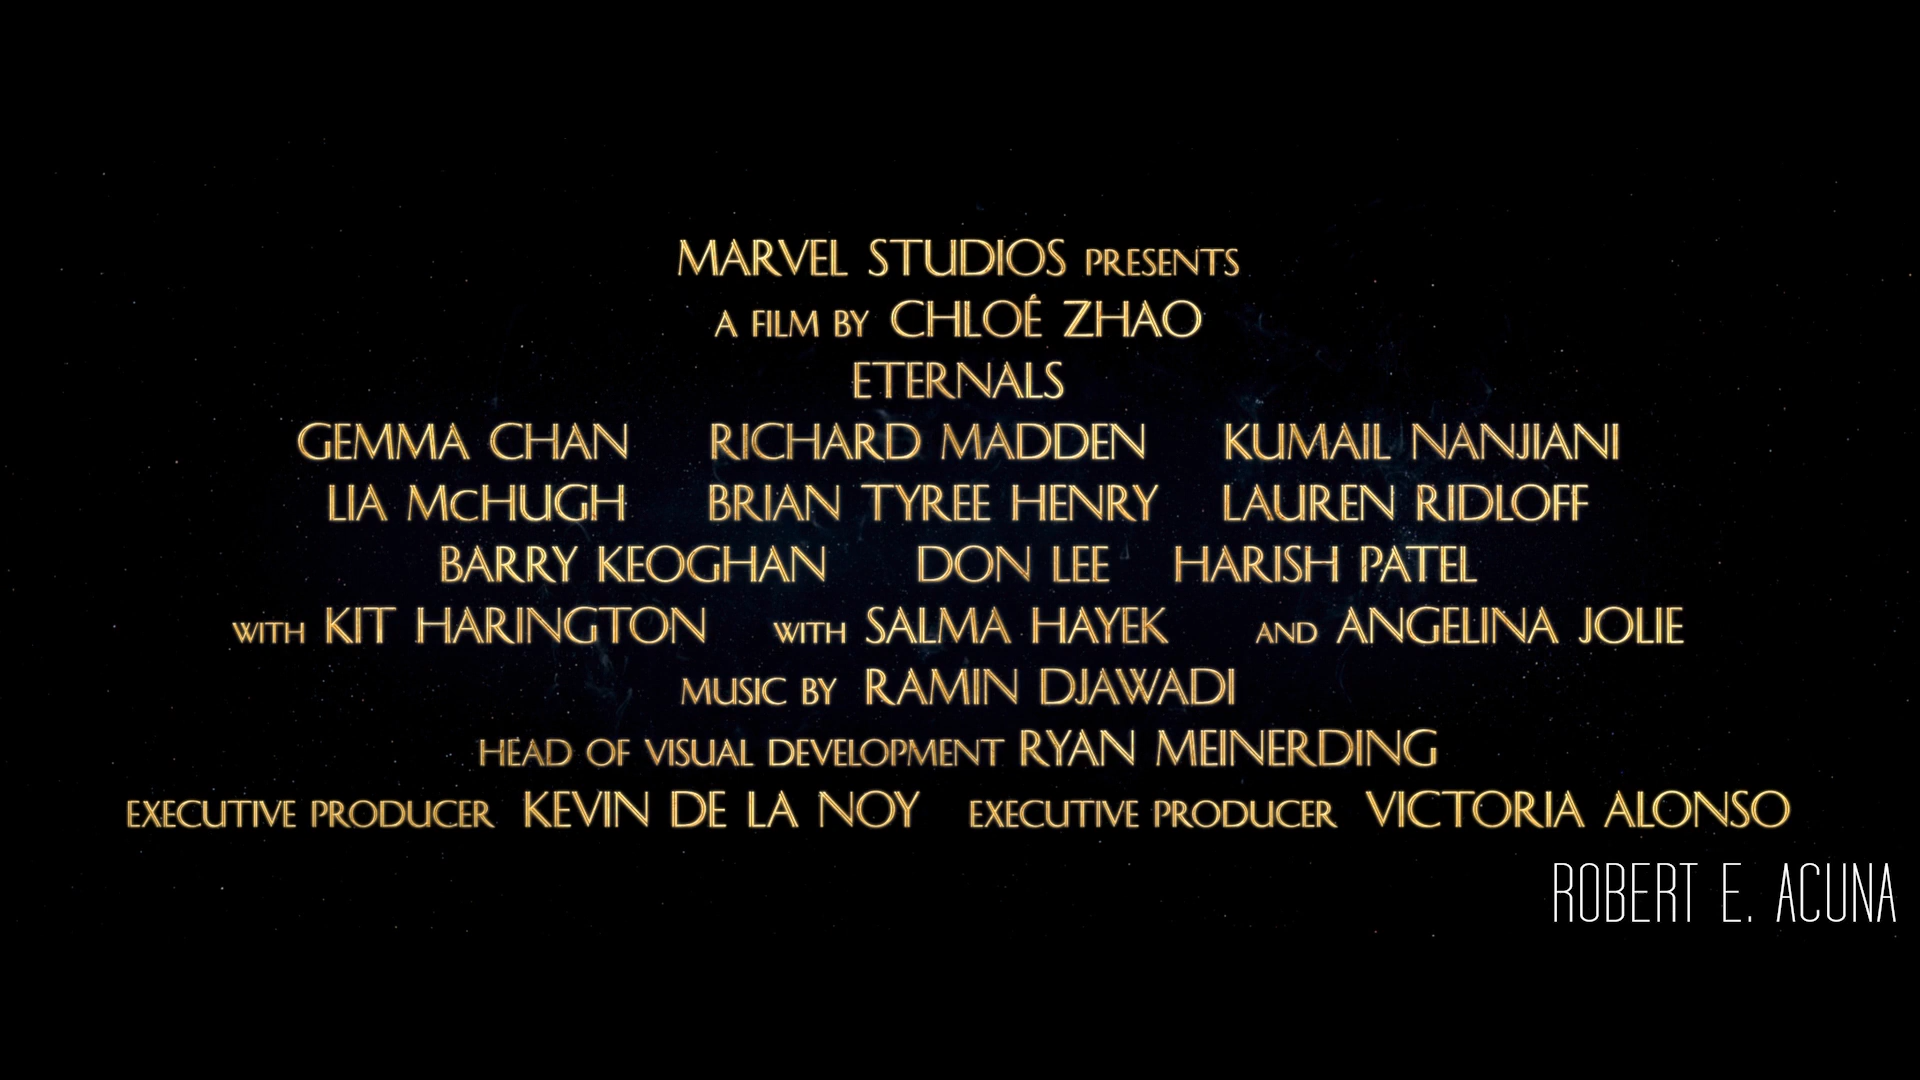 MARVEL STUDIOS PRESENTS
A FILM BY CHLOÉ ZHAO
ETERNALS
GEMMA CHAN RICHARD MADDEN KUMAIL NANJIANI
LIA McHUGH BRIAN TYREE HENRY LAUREN RIDLOFF
BARRY KEOGHAN DON LEE HARISH PATEL
WITH KIT HARINGTON WITH SALMA HAYEK AND ANGELINA JOLIE
MUSIC BY RAMIN DJAWADI
HEAD OF VISUAL DEVELOPMENT RYAN MEINERDING
EXECUTIVE PRODUCER KEVIN DE LA NOY EXECUTIVE PRODUCER VICTORIA ALONSO
ROBERT E. ACUNA